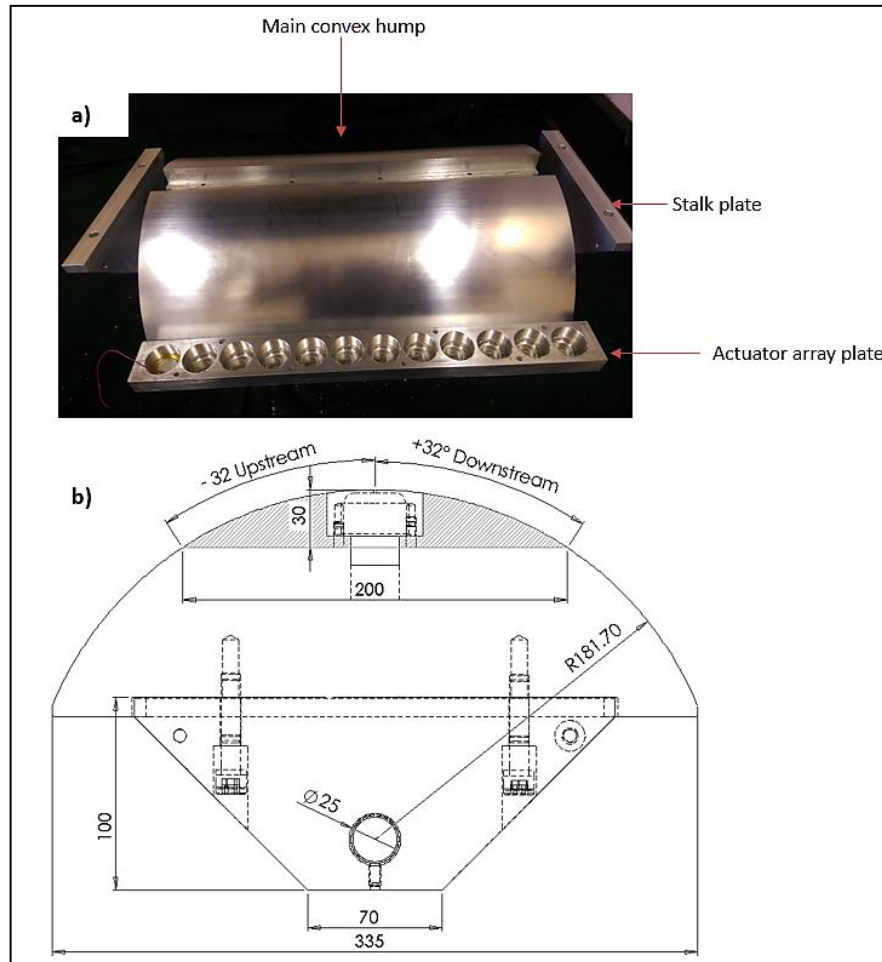 Main convex hump
a)
Stalk plate
Actuator array plate
- 32 Upstream
+32° Downstream
b)
30
200
R181.70
Ø25
100
70
335